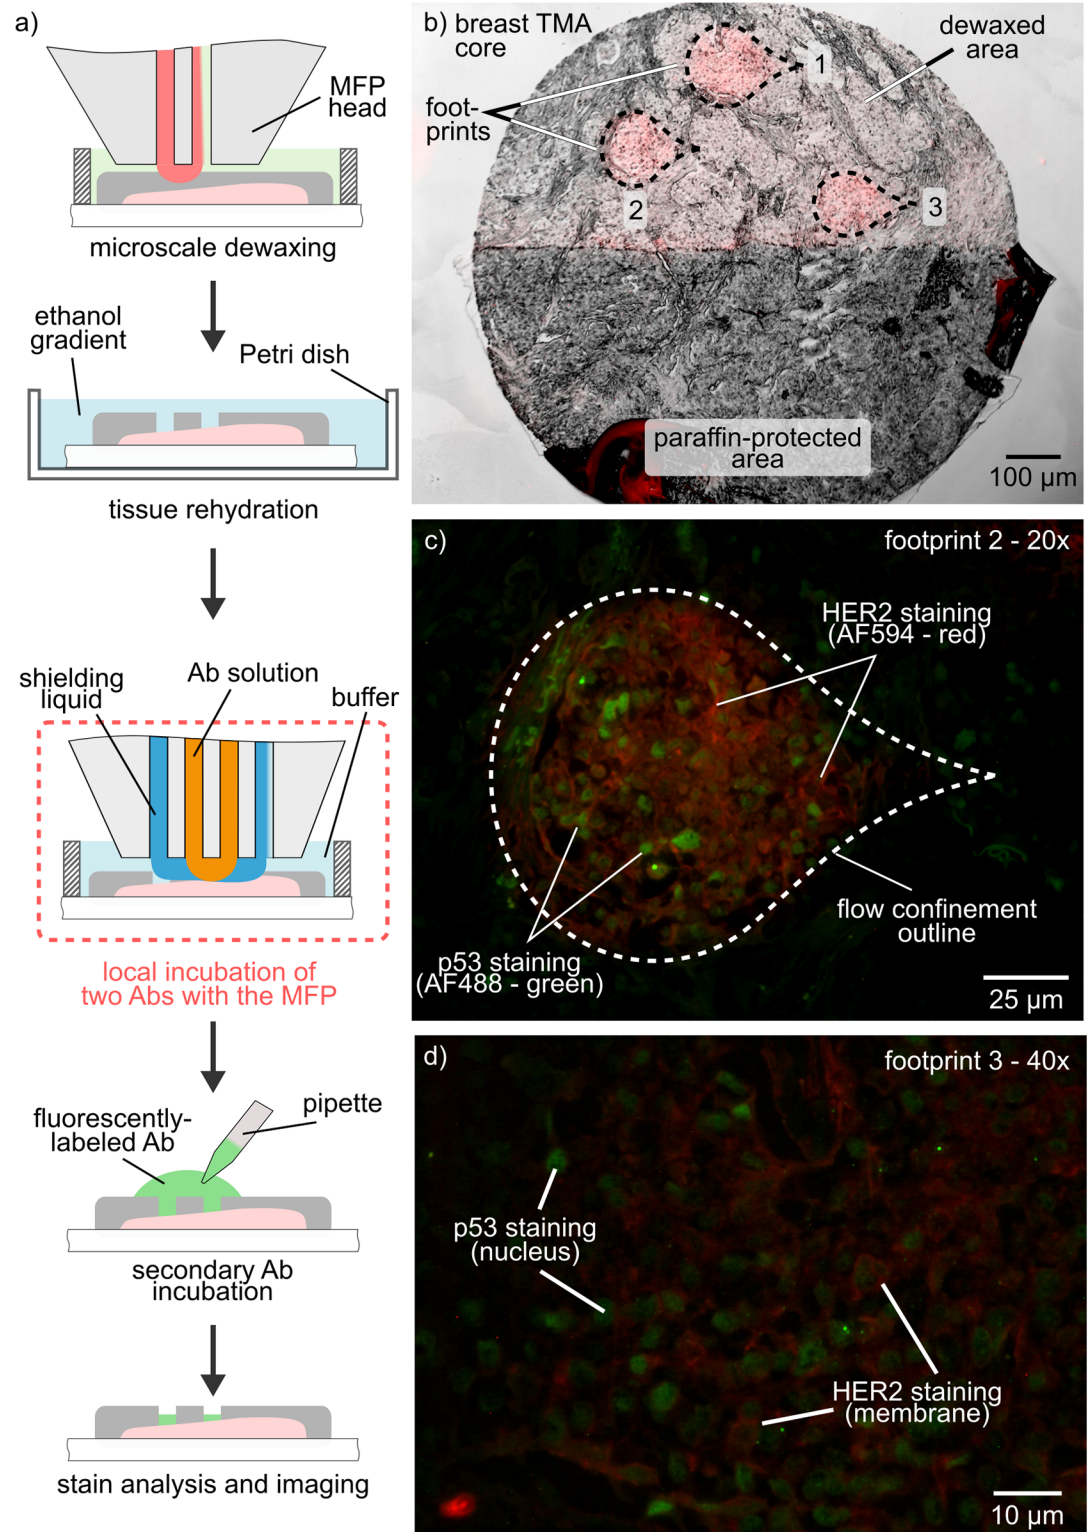 a)
MFP
head
microscale dewaxing
ethanol
gradient
Petri dish
tissue rehydration
shielding
liquid
Ab solution
buffer
local incubation of
two Abs with the MFP
fluorescently-
labeled Ab
pipette
secondary Ab
incubation
stain analysis and imaging
b) breast TMA
core
dewaxed
area
foot-
prints
1
2
3
paraffin-protected
area
100 µm
c)
footprint 2 - 20x
HER2 staining
(AF594 - red)
p53 staining
(AF488 - green)
flow confinement
outline
25 µm
d)
footprint 3 - 40x
p53 staining
(nucleus)
HER2 staining
(membrane)
10 µm